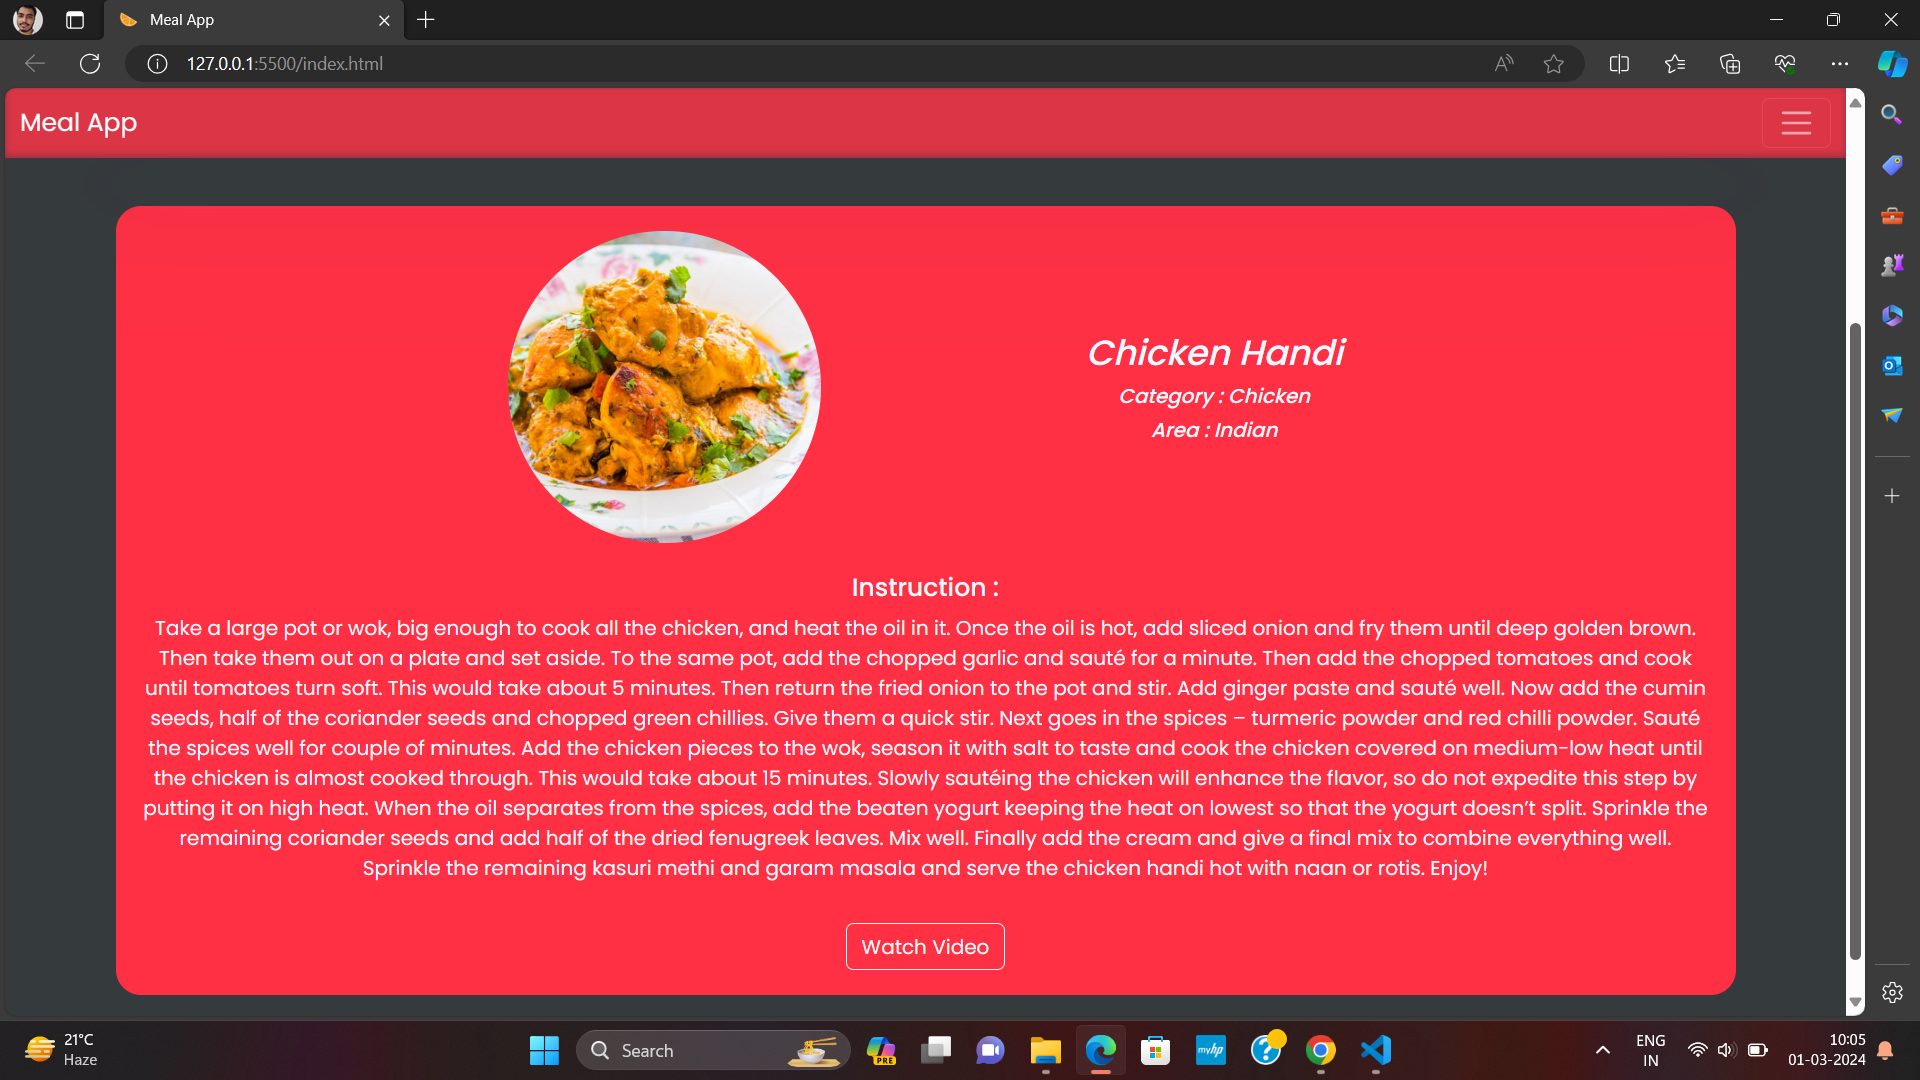 Meal App
127.0.0.1:5500/index.html
Meal App
Chicken Handi
Category : Chicken
Area : Indian
Instruction :
Take a large pot or wok, big enough to cook all the chicken, and heat the oil in it. Once the oil is hot, add sliced onion and fry them until deep golden brown.
Then take them out on a plate and set aside. To the same pot, add the chopped garlic and sauté for a minute. Then add the chopped tomatoes and cook
until tomatoes turn soft. This would take about 5 minutes. Then return the fried onion to the pot and stir. Add ginger paste and sauté well. Now add the cumin
seeds, half of the coriander seeds and chopped green chillies. Give them a quick stir. Next goes in the spices – turmeric powder and red chilli powder. Sauté
the spices well for couple of minutes. Add the chicken pieces to the wok, season it with salt to taste and cook the chicken covered on medium-low heat until
the chicken is almost cooked through. This would take about 15 minutes. Slowly sautéing the chicken will enhance the flavor, so do not expedite this step by
putting it on high heat. When the oil separates from the spices, add the beaten yogurt keeping the heat on lowest so that the yogurt doesn’t split. Sprinkle the
remaining coriander seeds and add half of the dried fenugreek leaves. Mix well. Finally add the cream and give a final mix to combine everything well.
Sprinkle the remaining kasuri methi and garam masala and serve the chicken handi hot with naan or rotis. Enjoy!
Watch Video
21°C
Haze
Search
PRE
myhp
ENG
IN
10:05
01-03-2024